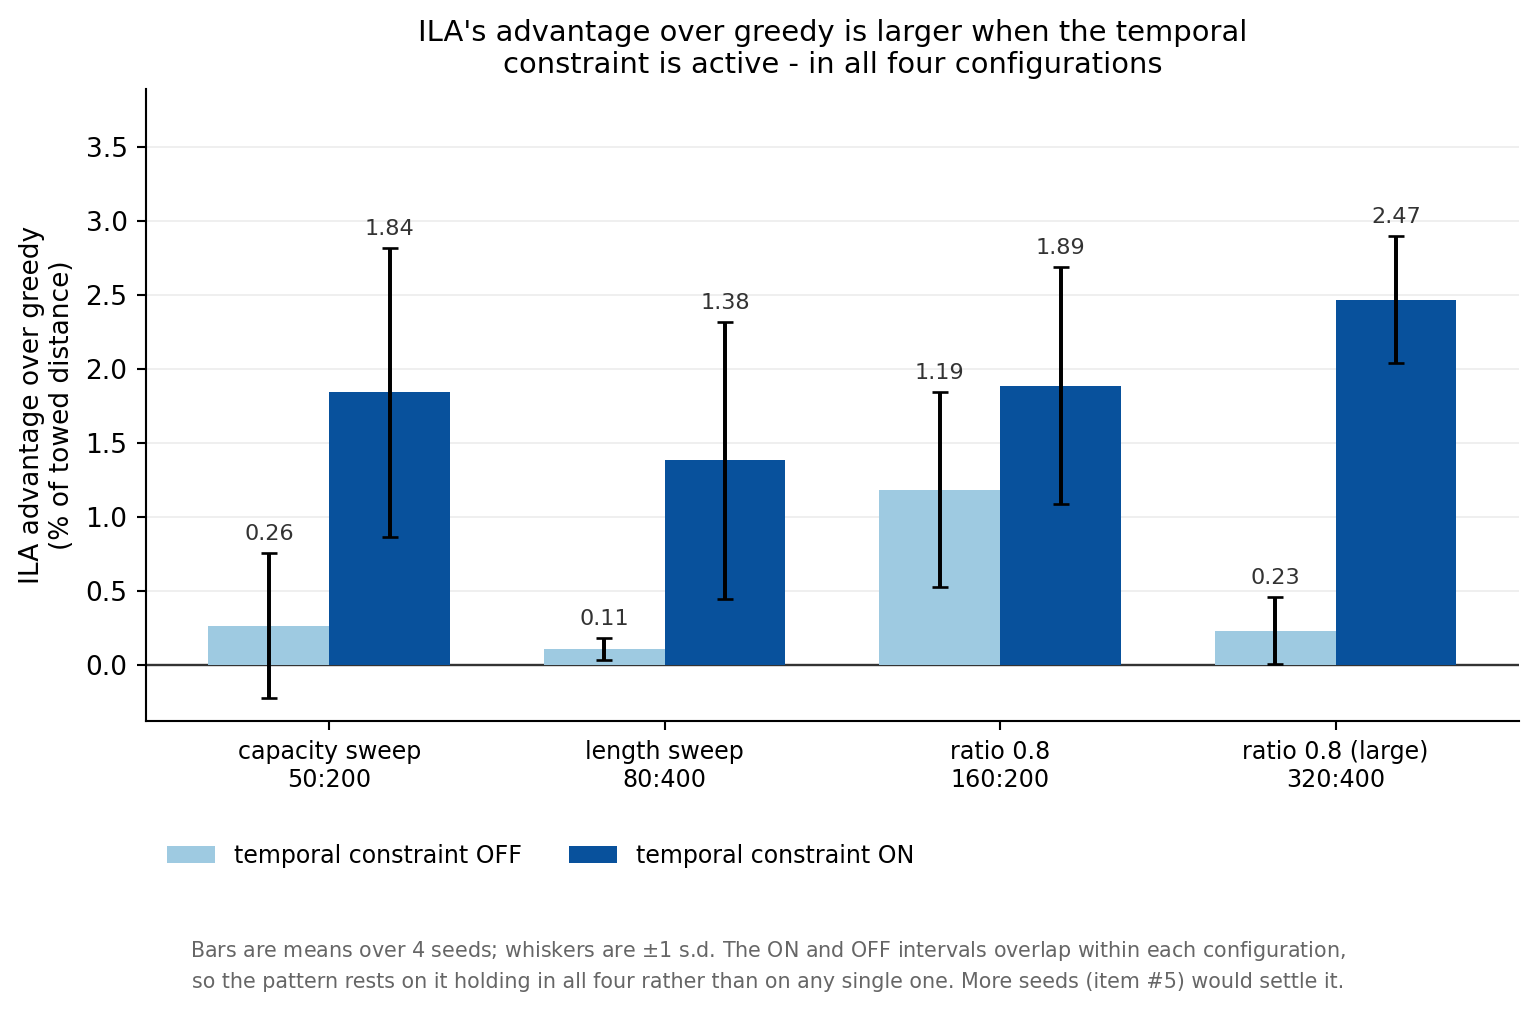 ILA's advantage over greedy is larger when the temporal
constraint is active - in all four configurations
ILA advantage over greedy
(% of towed distance)
3.5
3.0
2.5
2.0
1.5
1.0
0.5
0.0
0.26
1.84
0.11
1.38
1.19
1.89
0.23
2.47
capacity sweep
50:200
length sweep
80:400
ratio 0.8
160:200
ratio 0.8 (large)
320:400
temporal constraint OFF
temporal constraint ON
Bars are means over 4 seeds; whiskers are ±1 s.d. The ON and OFF intervals overlap within each configuration,
so the pattern rests on it holding in all four rather than on any single one. More seeds (item #5) would settle it.